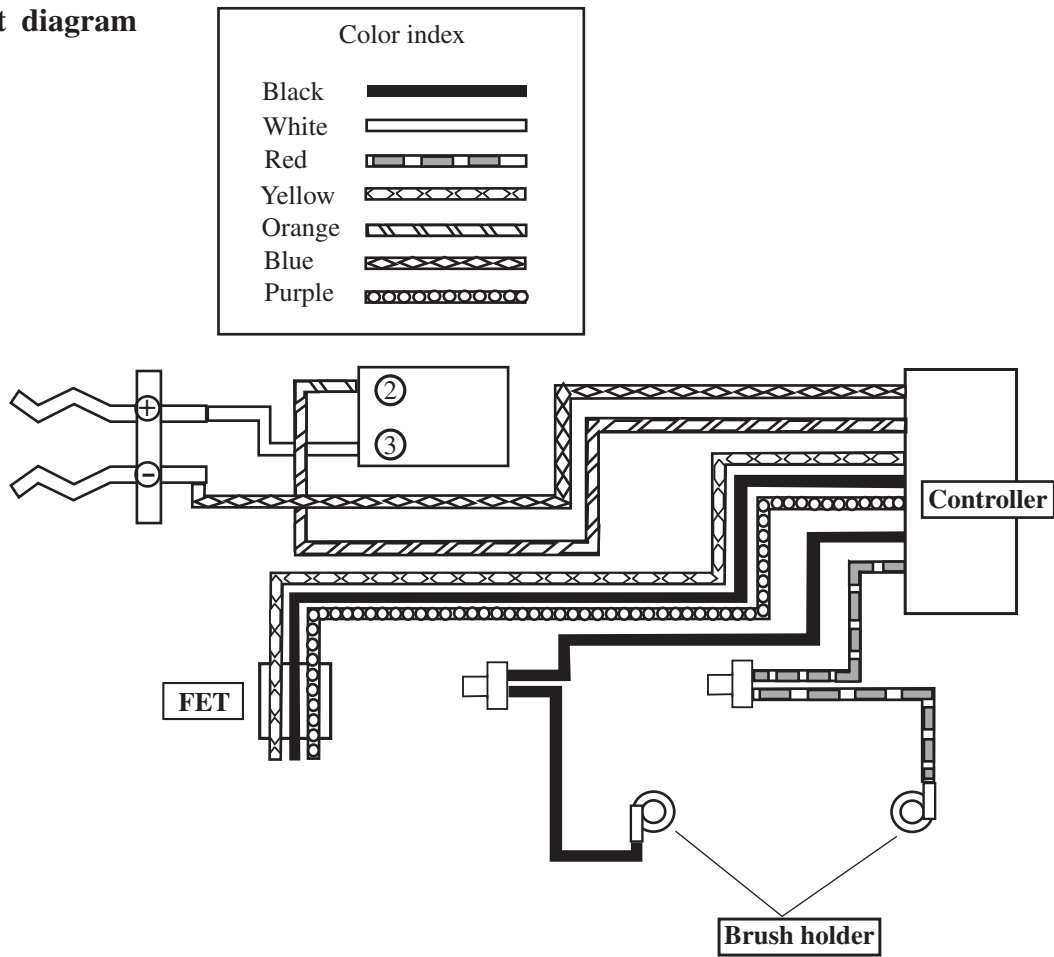 diagram
Color index
Black
White
Red
Yellow
Orange
Blue
Purple
+
2
3
-
Controller
FET
Brush holder